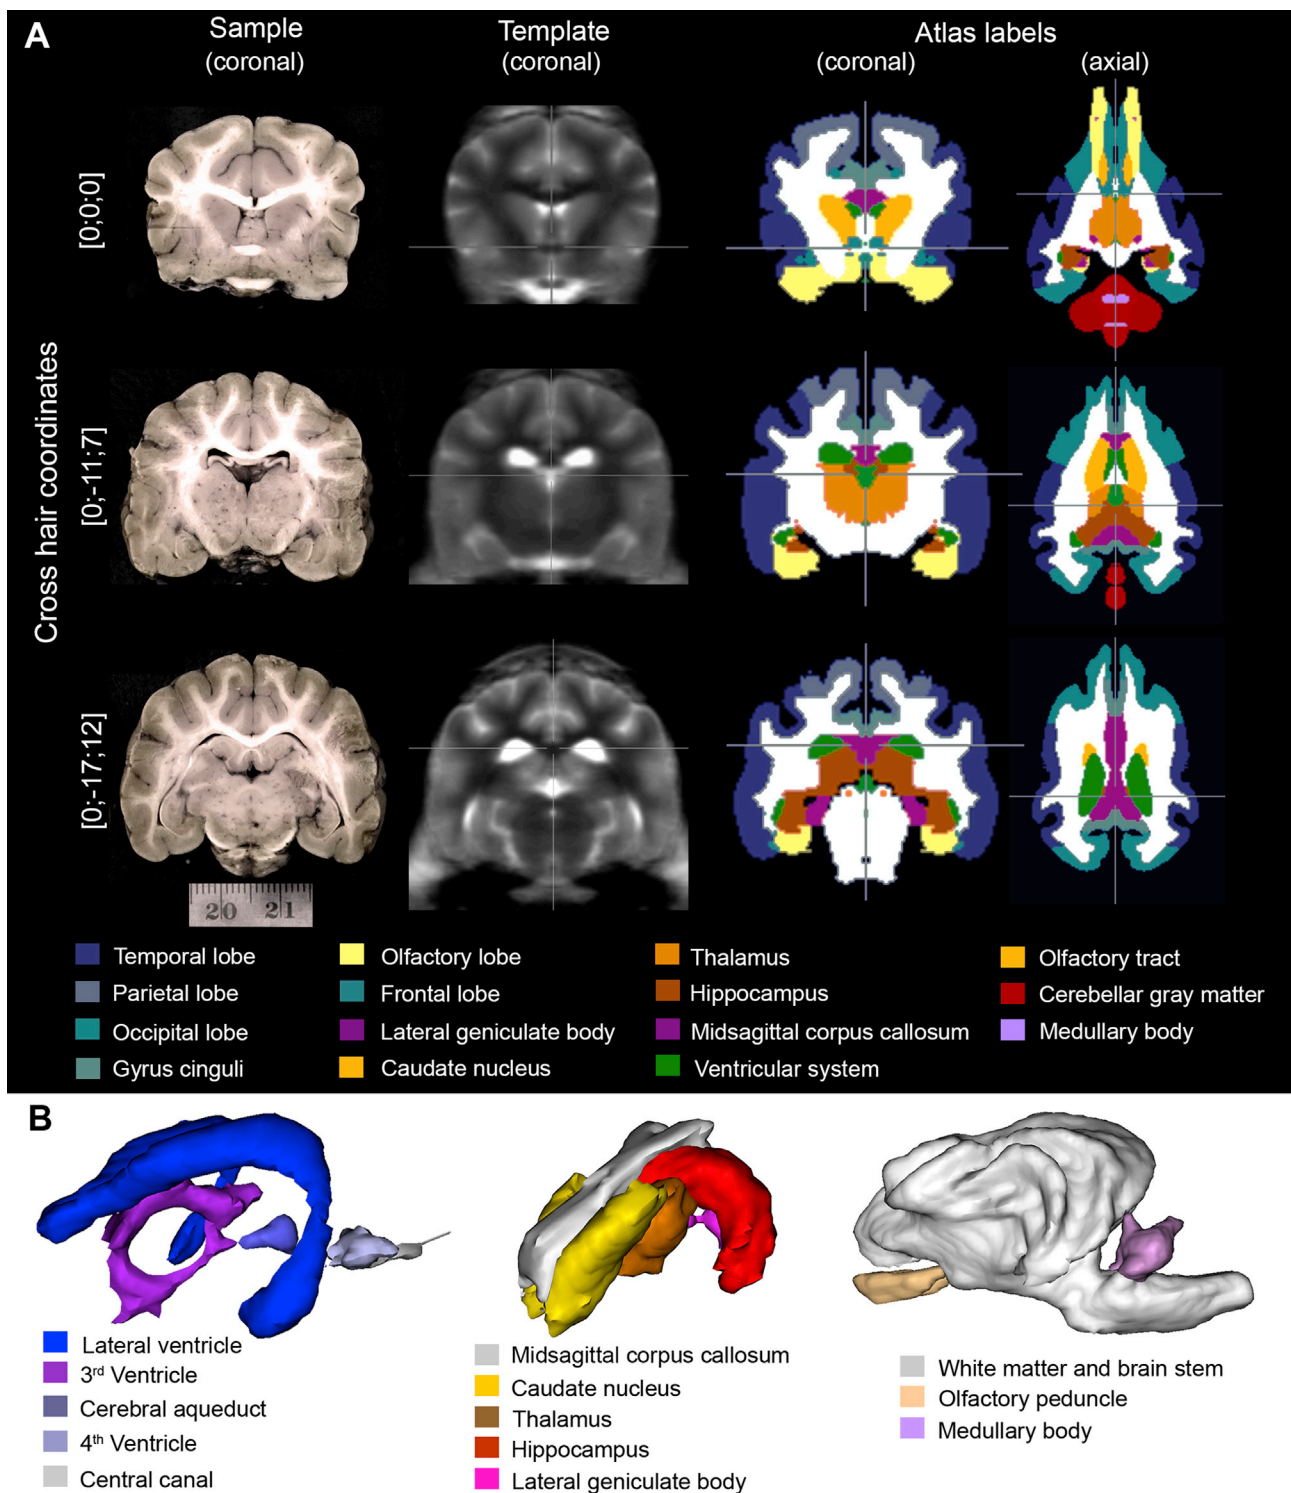 A
Sample
(coronal)
Template
(coronal)
Atlas labels
(coronal)
(axial)
Cross hair coordinates
[0;0;0]
[0;-11;7]
[0;-17;12]
20 21
Temporal lobe
Parietal lobe
Occipital lobe
Gyrus cinguli
Olfactory lobe
Frontal lobe
Lateral geniculate body
Caudate nucleus
Thalamus
Hippocampus
Midsagittal corpus callosum
Ventricular system
Olfactory tract
Cerebellar gray matter
Medullary body
B
Lateral ventricle
3rd Ventricle
Cerebral aqueduct
4th Ventricle
Central canal
Midsagittal corpus callosum
Caudate nucleus
Thalamus
Hippocampus
Lateral geniculate body
White matter and brain stem
Olfactory peduncle
Medullary body